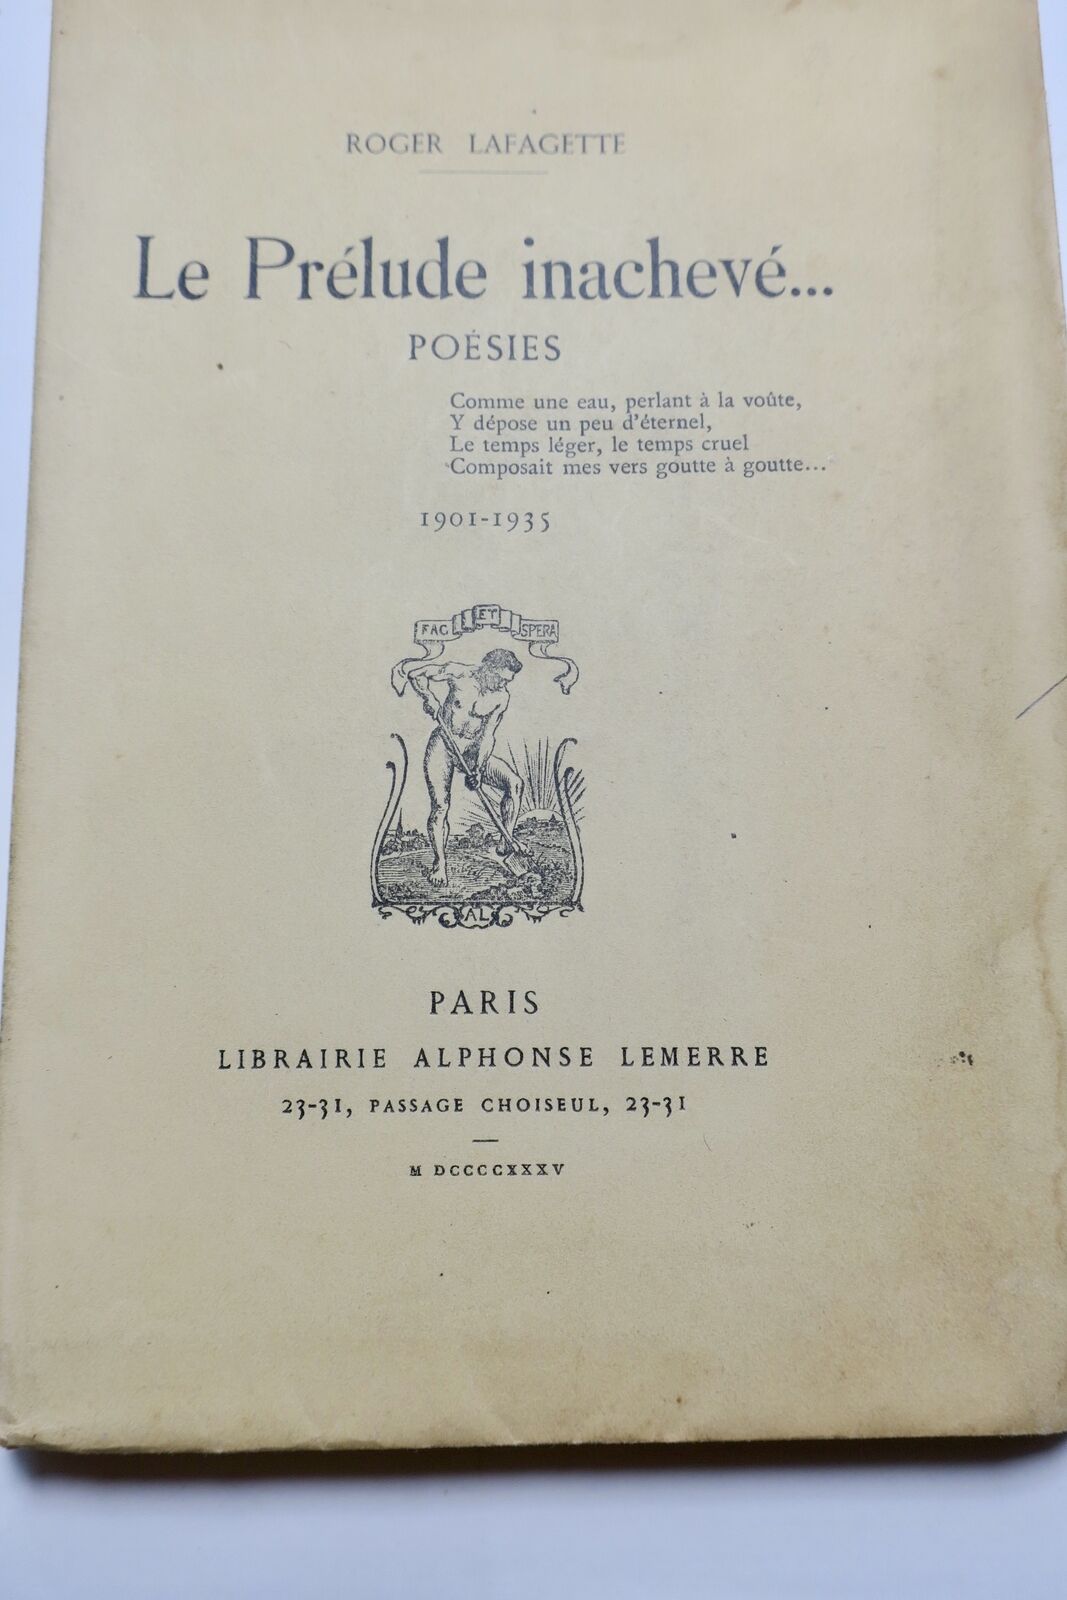 ROGER LAFAGETTE
Le Prélude inachevé...
POÉSIES
Comme une eau, perlant à la voûte,
Y dépose un peu d'éternel,
Le temps léger, le temps cruel
Composait mes vers goutte à goutte...
1901-1935
FAC ET SPERA
AL
PARIS
LIBRAIRIE ALPHONSE LEMERRE
23-31, PASSAGE CHOISEUL, 23-31
M DCCCCXXXV